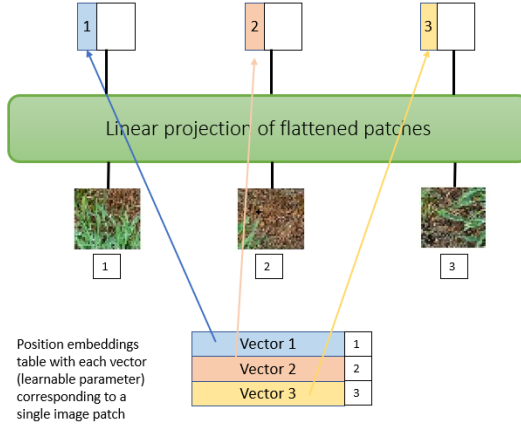 1
2
3
Linear projection of flattened patches
1
2
3
Position embeddings
table with each vector
(learnable parameter)
corresponding to a
single image patch
Vector 1 1
Vector 2 2
Vector 3 3